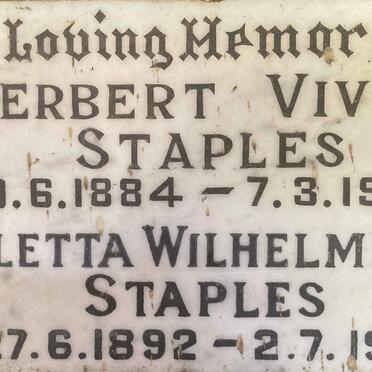 Loving Memor
ERBERT VIV
STAPLES
.6.1884 – 7.3.19
LETTA WILHELM
STAPLES
27.6.1892 – 2.7.19